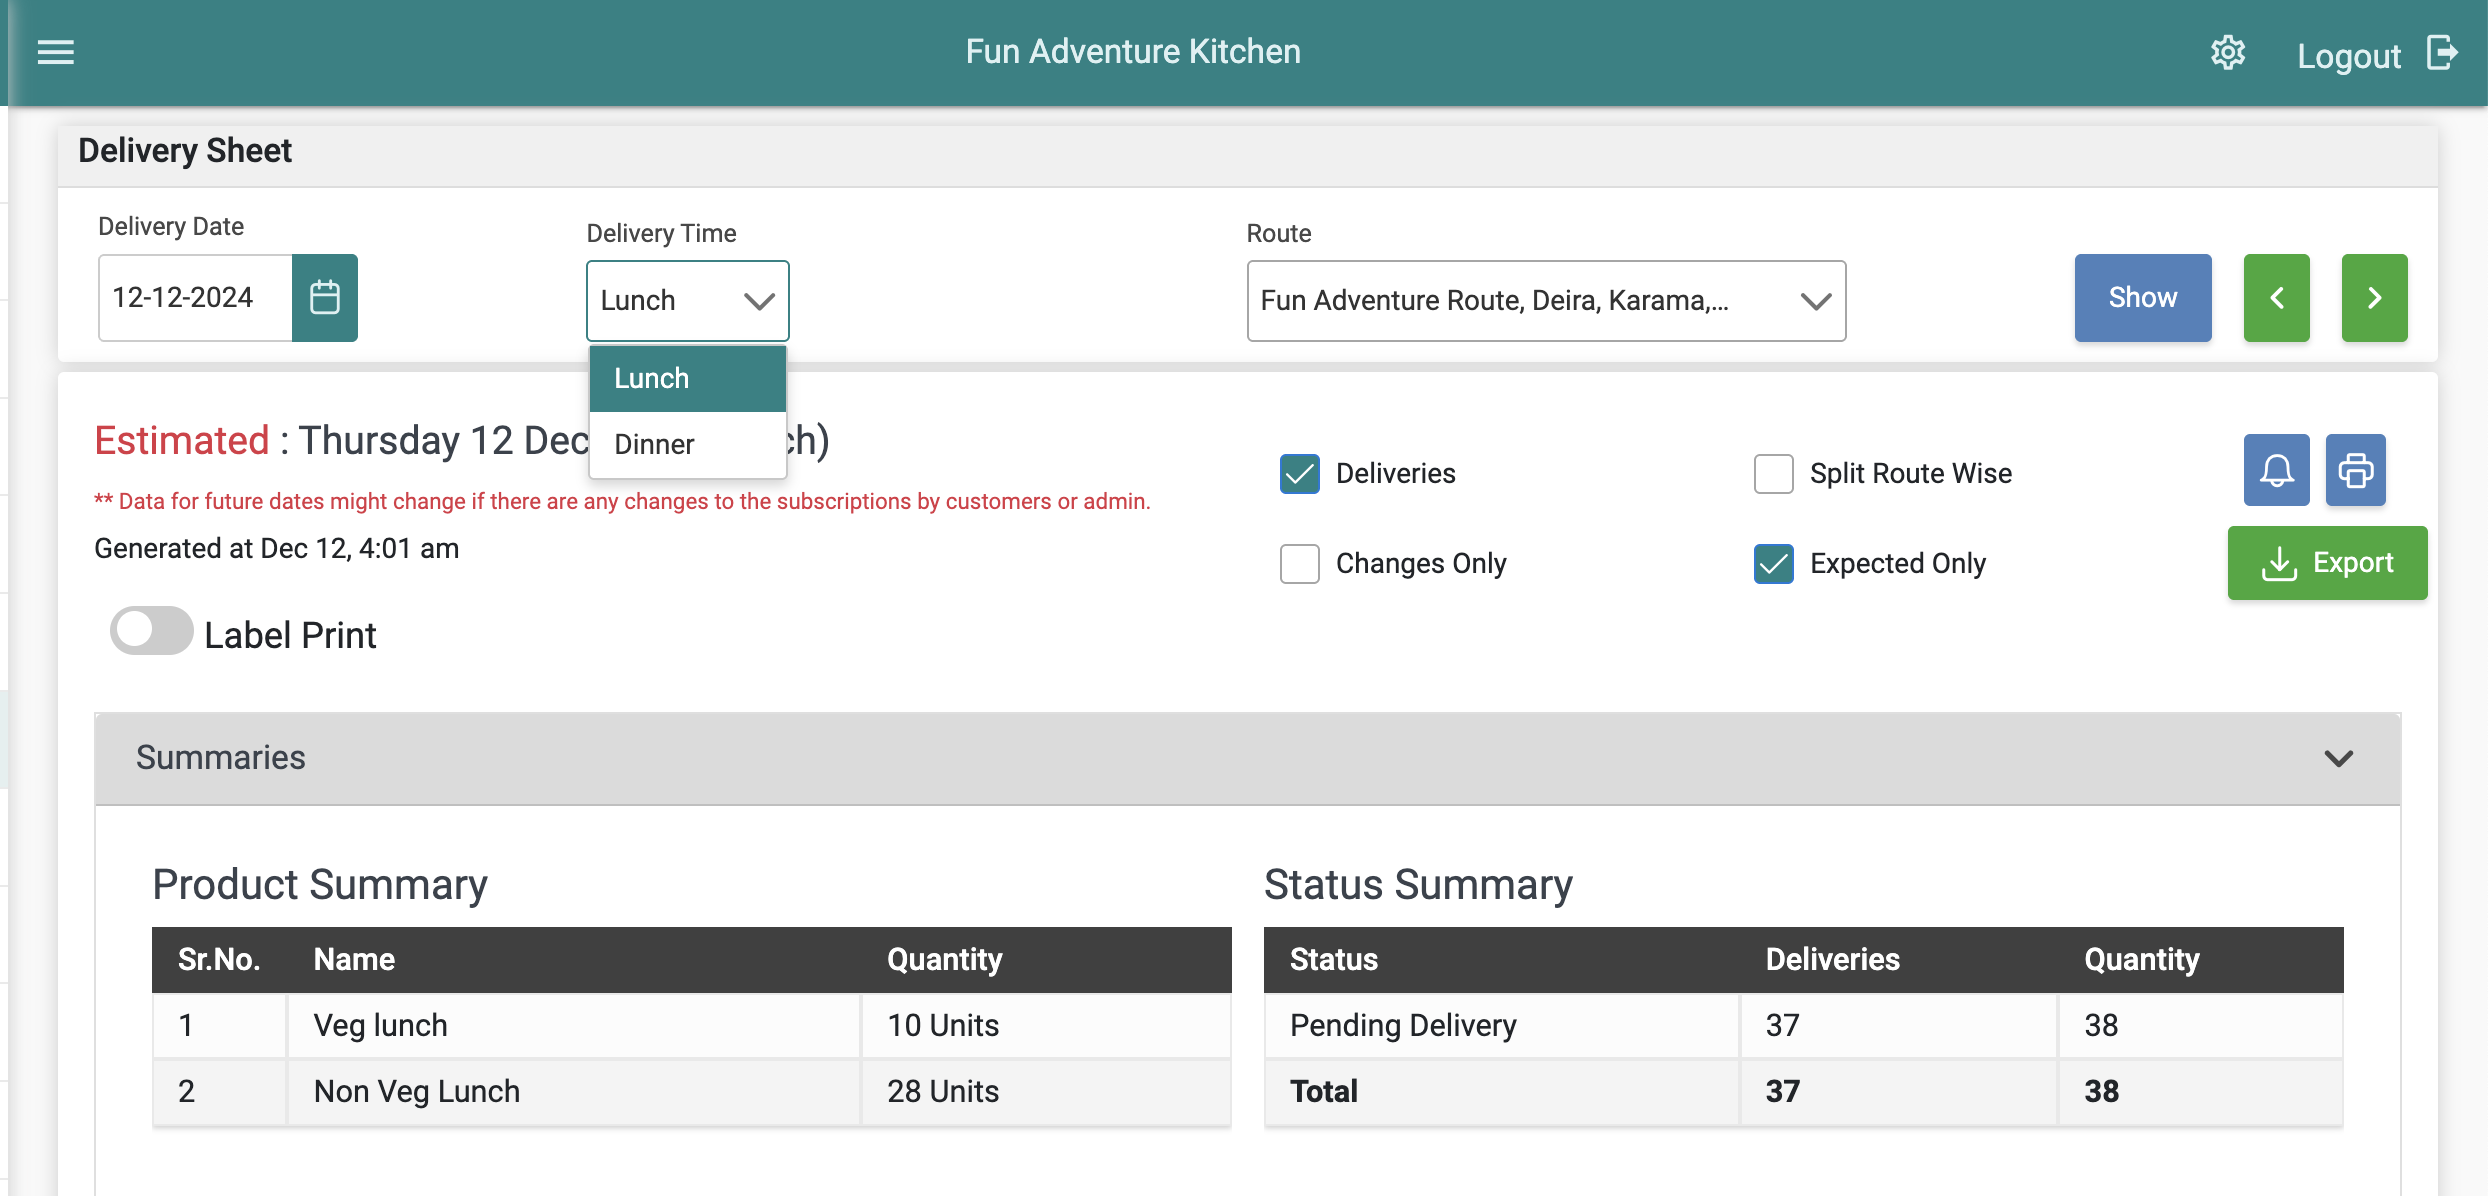 Fun Adventure Kitchen
Logout
Delivery Sheet
Delivery Date
Delivery Time
Route
12-12-2024
Lunch
Fun Adventure Route, Deira, Karama,...
Show
Lunch
Dinner
Estimated : Thursday 12 Dec ch)
** Data for future dates might change if there are any changes to the subscriptions by customers or admin.
Generated at Dec 12, 4:01 am
Label Print
Deliveries
Split Route Wise
Changes Only
Expected Only
Export
Summaries
Product Summary
Sr.No. Name Quantity
1 Veg lunch 10 Units
2 Non Veg Lunch 28 Units
Status Summary
Status Deliveries Quantity
Pending Delivery 37 38
Total 37 38